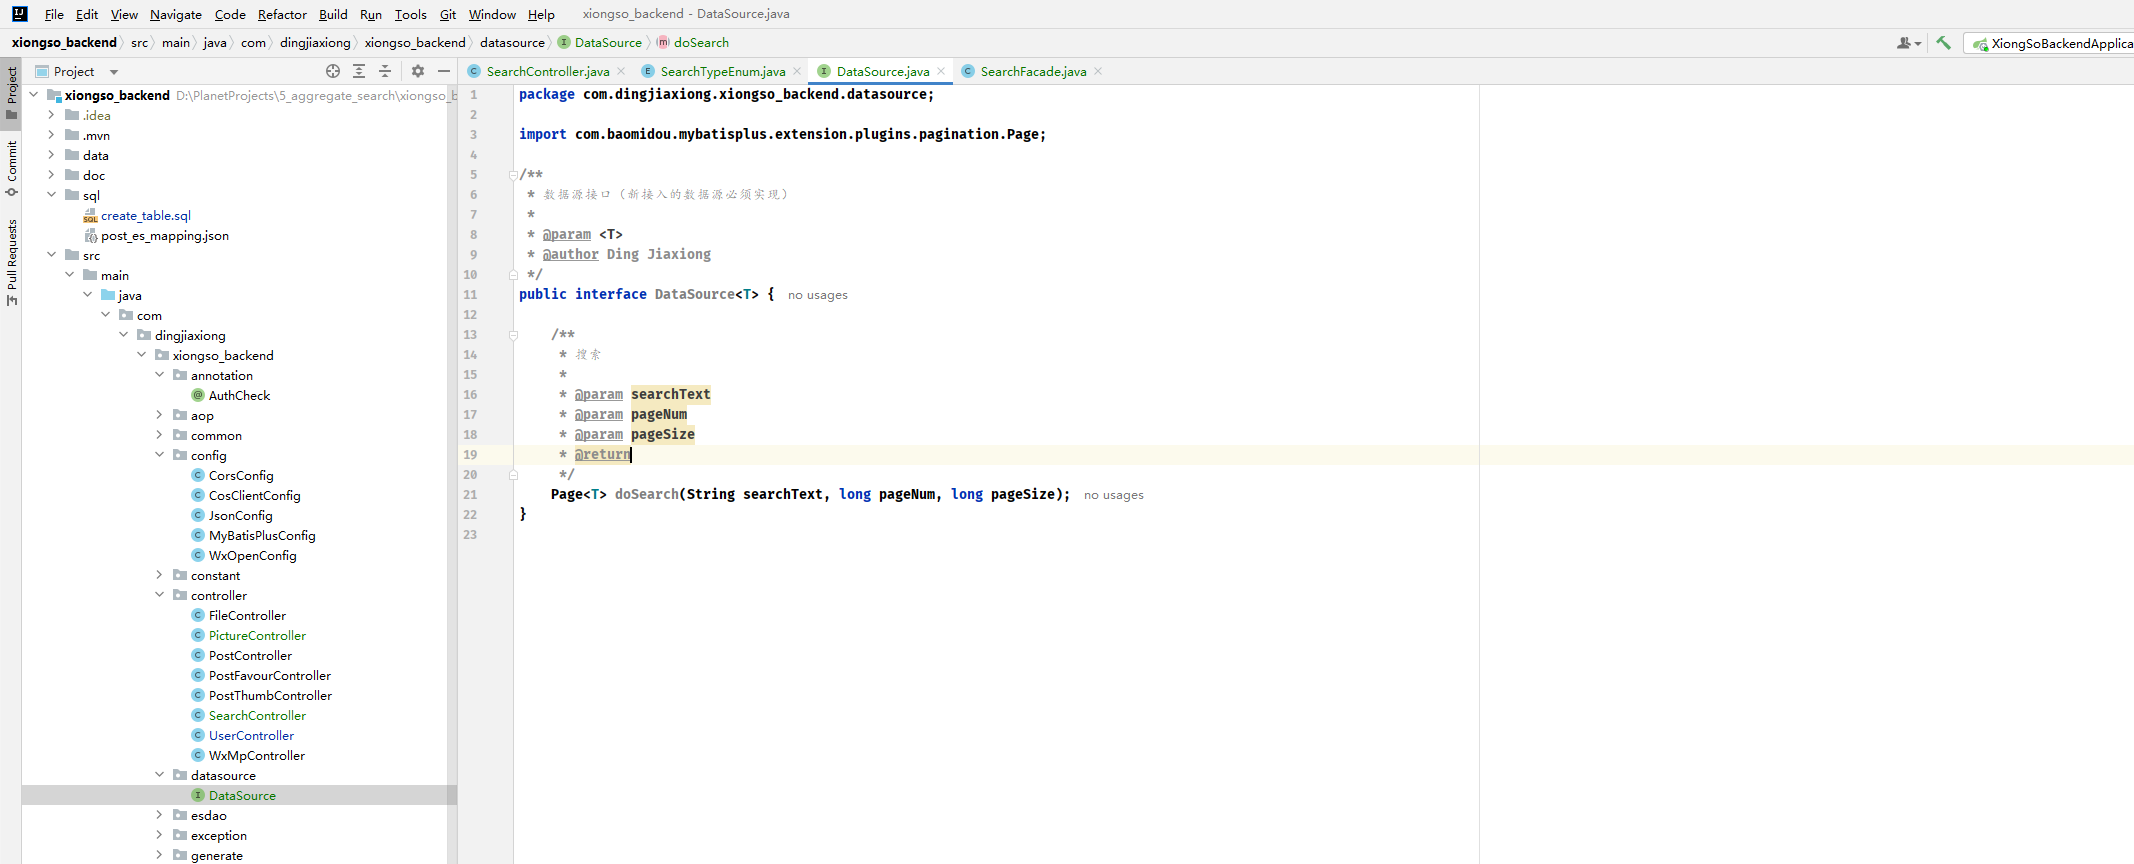 File Edit View Navigate Code Refactor Build Run Tools Git Window Help xiongso_backend - DataSource.java
xiongso_backend src main java com dingjiaxiong xiongso_backend datasource DataSource doSearch XiongSoBackendApplica
Project
SearchController.java SearchTypeEnum.java DataSource.java SearchFacade.java
Project
Commit
Pull Requests
xiongso_backend D:\PlanetProjects\5_aggregate_search\xiongso_b
.idea
.mvn
data
doc
sql
create_table.sql
post_es_mapping.json
src
main
java
com
dingjiaxiong
xiongso_backend
annotation
AuthCheck
aop
common
config
CorsConfig
CosClientConfig
JsonConfig
MyBatisPlusConfig
WxOpenConfig
constant
controller
FileController
PictureController
PostController
PostFavourController
PostThumbController
SearchController
UserController
WxMpController
datasource
DataSource
esdao
exception
generate
1 package com.dingjiaxiong.xiongso_backend.datasource;
2
3 import com.baomidou.mybatisplus.extension.plugins.pagination.Page;
4
5 /**
6 * 数据源接口（新接入的数据源必须实现）
7 *
8 * @param <T>
9 * @author Ding Jiaxiong
10 */
11 public interface DataSource<T> { no usages
12
13 /**
14 * 搜索
15 *
16 * @param searchText
17 * @param pageNum
18 * @param pageSize
19 * @return
20 */
21 Page<T> doSearch(String searchText, long pageNum, long pageSize); no usages
22 }
23